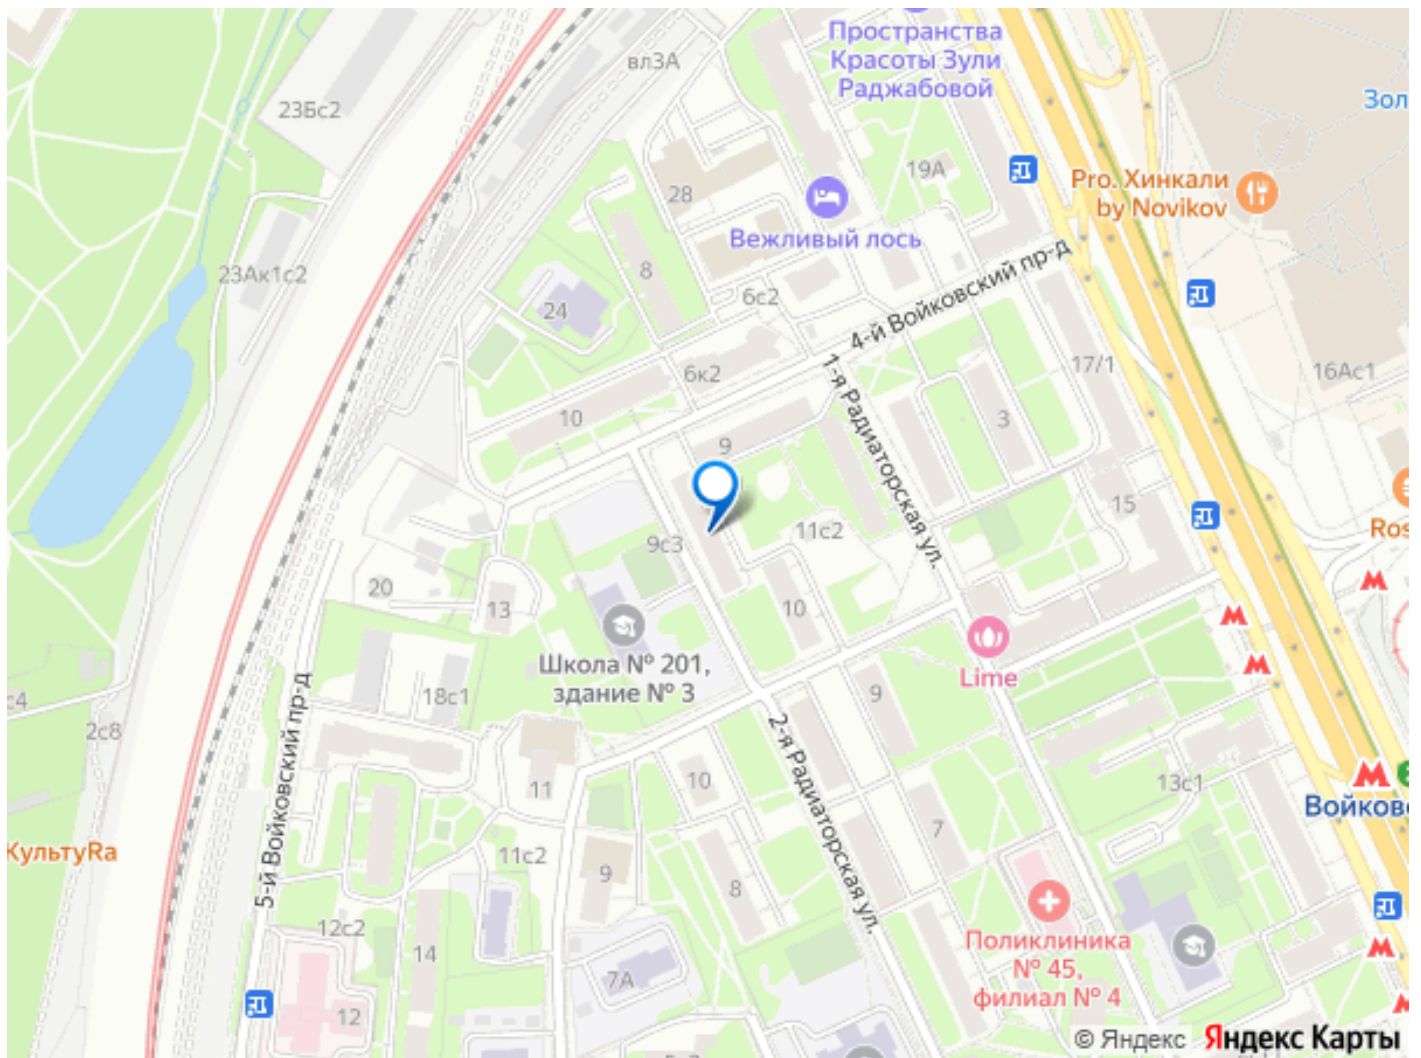 Пространства
Красоты Зули
Раджабовой
вл3А
23Бс2
Зол
19А
Pro. Хинкали
by Novikov
28
Вежливый лось
23Ак1с2
8
6с2
24
4-й Войковский пр-д
17/1
16Ас1
6к2
1-я Радиаторская ул.
10
3
9
15
9с3
11с2
Ros
20
13
10
Школа № 201,
здание № 3
Lime
с4
18с1
9
2с8
5-й Войковский пр-д
2-я Радиаторская ул.
10
13с1
11
Войковс
7
КультуRa
11с2
9
8
12с2
14
Поликлиника
№ 45,
филиал № 4
7А
12
© Яндекс Яндекс Карты